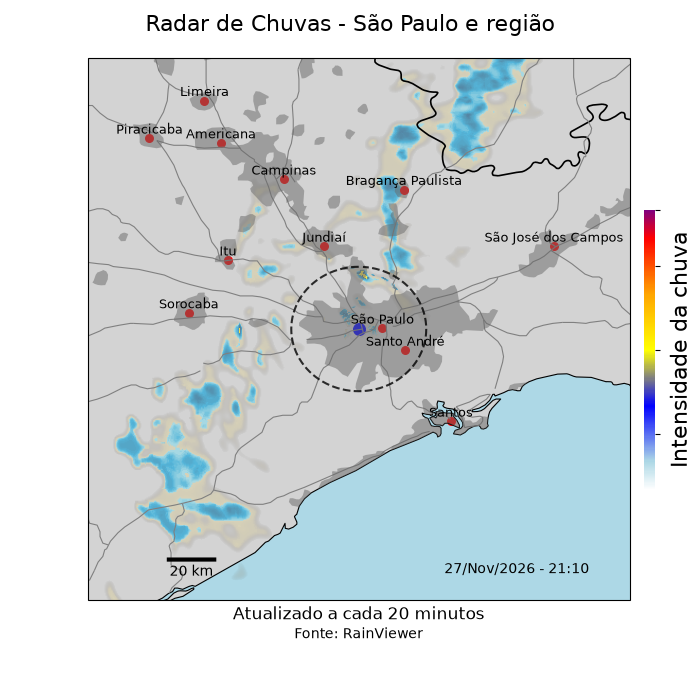 Radar de Chuvas - São Paulo e região
Limeira
Piracicaba
Americana
Campinas
Bragança Paulista
Jundiaí
São José dos Campos
Itu
Sorocaba
São Paulo
Santo André
Santos
Intensidade da chuva
27/Nov/2026 - 21:10
20 km
Atualizado a cada 20 minutos
Fonte: RainViewer